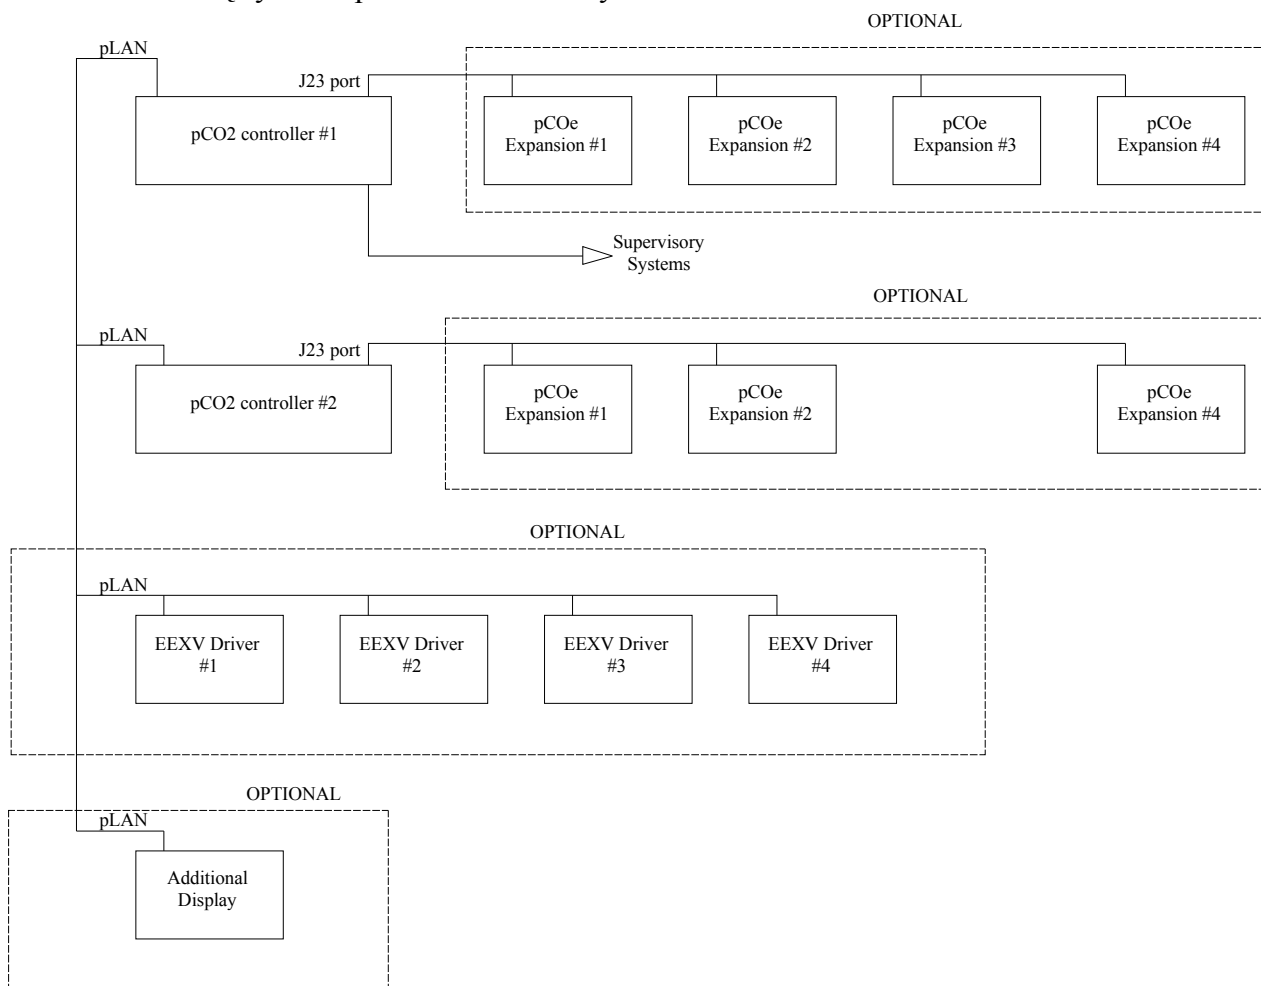 OPTIONAL
pLAN
J23 port
pCO2 controller #1
pCOe
Expansion #1
pCOe
Expansion #2
pCOe
Expansion #3
pCOe
Expansion #4
Supervisory
Systems
OPTIONAL
pLAN
J23 port
pCO2 controller #2
pCOe
Expansion #1
pCOe
Expansion #2
pCOe
Expansion #4
OPTIONAL
pLAN
EEXV Driver
#1
EEXV Driver
#2
EEXV Driver
#3
EEXV Driver
#4
OPTIONAL
pLAN
Additional
Display